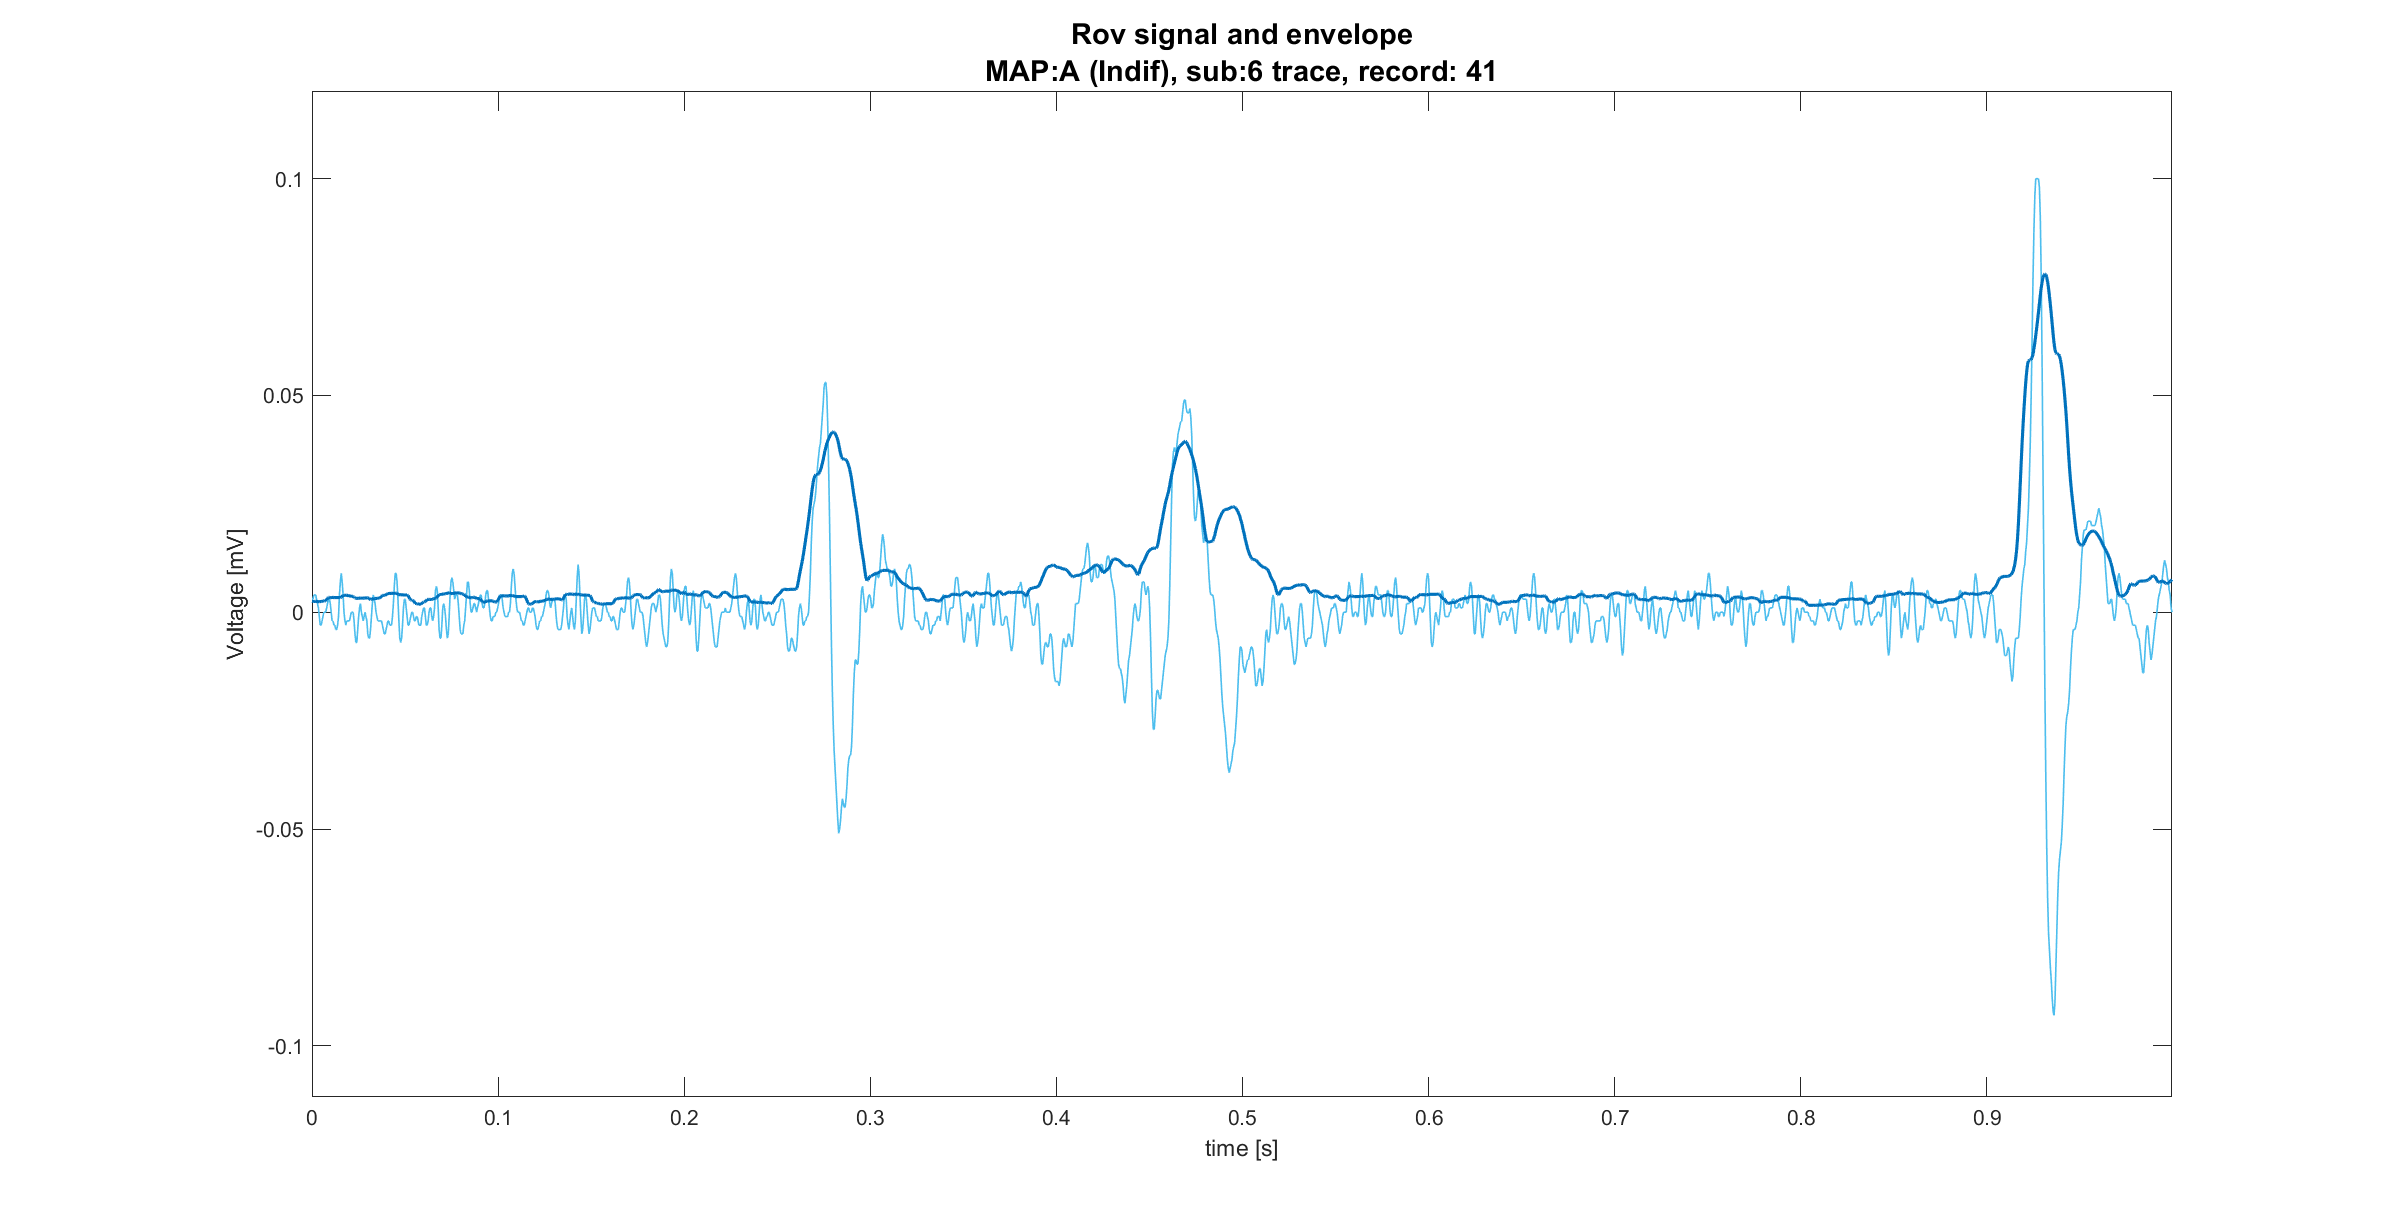 Rov signal and envelope
MAP:A (Indif), sub:6 trace, record: 41
0.1
0.05
0
-0.05
-0.1
Voltage [mV]
0 0.1 0.2 0.3 0.4 0.5 0.6 0.7 0.8 0.9
time [s]